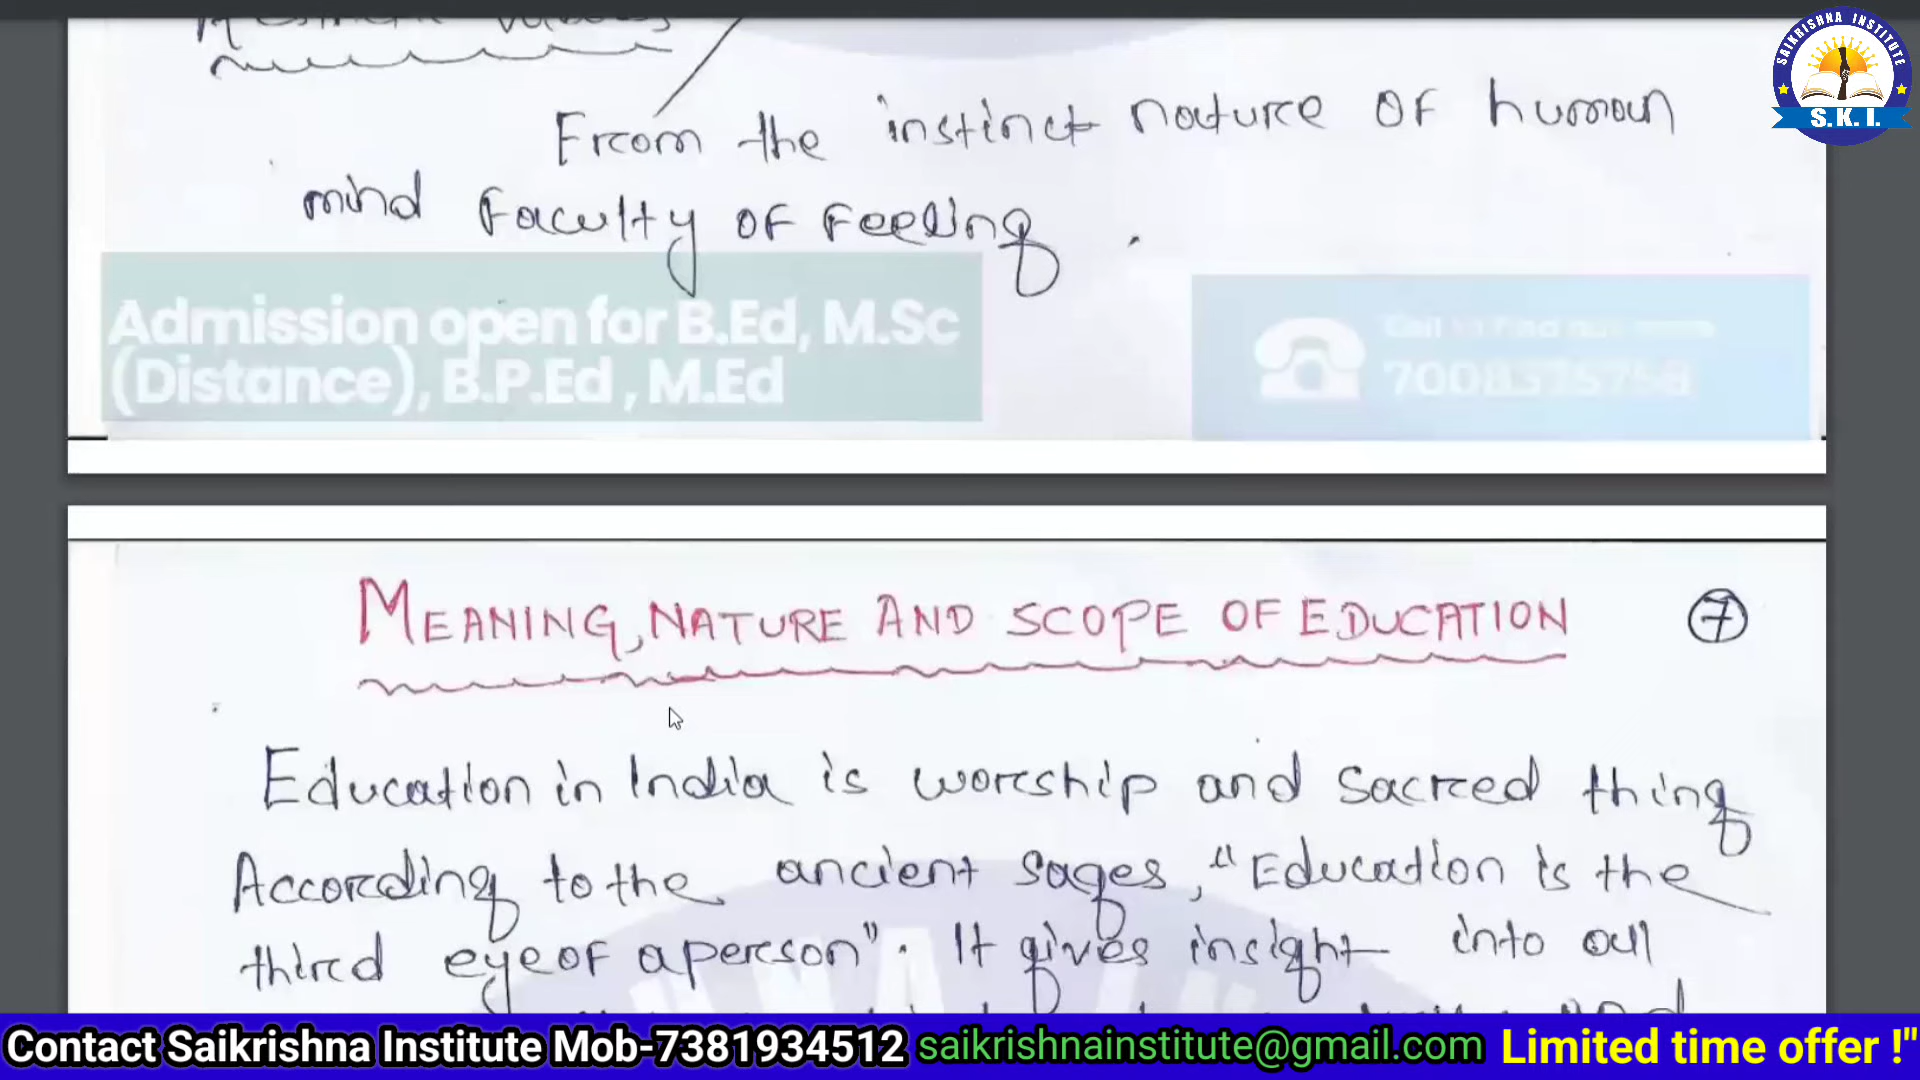 From the instinct nature of human
mind Faculty of Feeling .
Admission open for B.Ed, M.Sc
(Distance), B.P.Ed , M.Ed
SAIKRISHNA INSTITUTE
S.K.I.
MEANING, NATURE AND SCOPE OF EDUCATION
7
Education in India is worship and sacred thing
According to the ancient sages, "Education is the
third eye of a person". It gives insight into all
Contact Saikrishna Institute Mob-7381934512 saikrishnainstitute@gmail.com Limited time offer !"